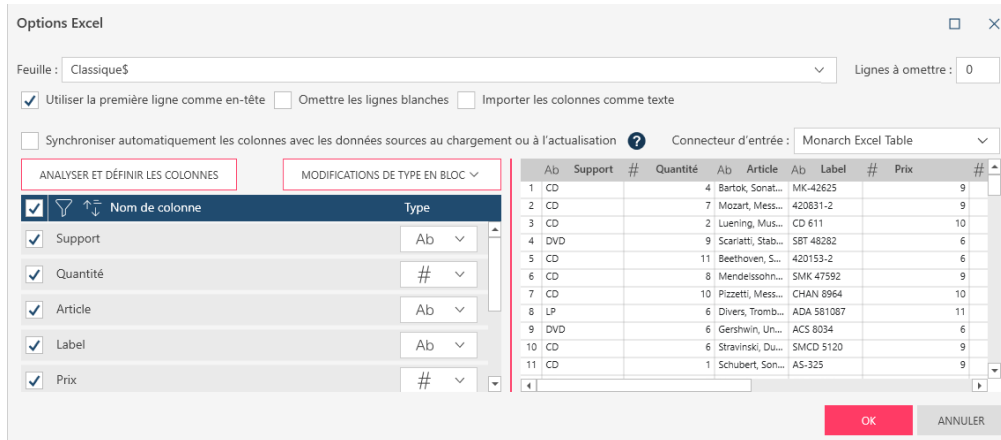 Options Excel
Feuille : Classique$ Lignes à omettre : 0
Utiliser la première ligne comme en-tête Omettre les lignes blanches Importer les colonnes comme texte
Synchroniser automatiquement les colonnes avec les données sources au chargement ou à l'actualisation ? Connecteur d'entrée : Monarch Excel Table
ANALYSER ET DÉFINIR LES COLONNES MODIFICATIONS DE TYPE EN BLOC
Nom de colonne Type
Support Ab
Quantité #
Article Ab
Label Ab
Prix #
Ab Support # Quantité Ab Article Ab Label # Prix #
1 CD 4 Bartok, Sonat... MK-42625 9
2 CD 7 Mozart, Mess... 420831-2 9
3 CD 2 Luening, Mus... CD 611 10
4 DVD 9 Scarlatti, Stab... SBT 48282 6
5 CD 11 Beethoven, S... 420153-2 6
6 CD 8 Mendelssohn... SMK 47592 9
7 CD 10 Pizzetti, Mess... CHAN 8964 10
8 LP 6 Divers, Tromb... ADA 581087 11
9 DVD 6 Gershwin, Un... ACS 8034 6
10 CD 6 Stravinski, Du... SMCD 5120 9
11 CD 1 Schubert, Son... AS-325 9
OK ANNULER